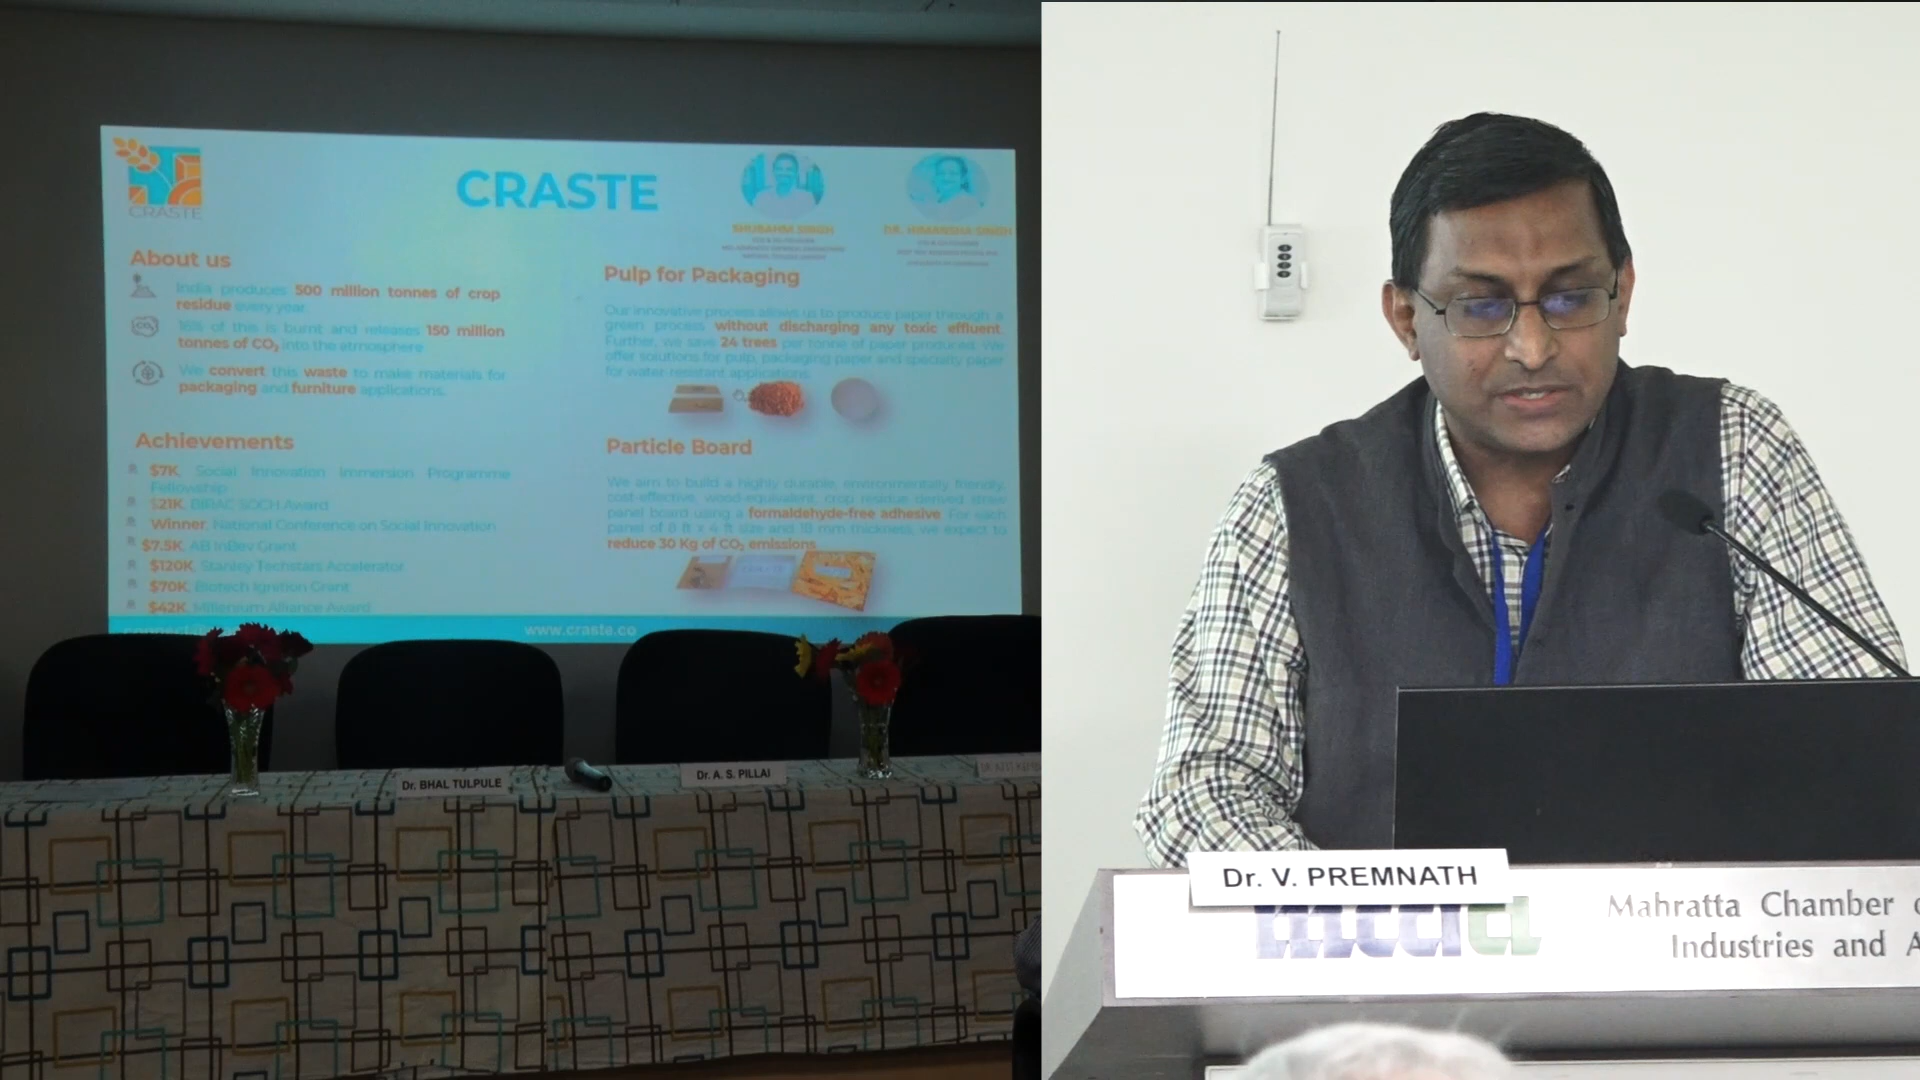 CRASTE
CRASTE
SHUBAHM SINGH
DR. HIMANSHA SINGH
About us
India produces 500 million tonnes of crop
residue every year.
16% of this is burnt and releases 150 million
tonnes of CO₂ into the atmosphere
We convert this waste to make materials for
packaging and furniture applications.
Achievements
$7K, Social Innovation Immersion Programme
Fellowship
$21K, BIRAC SOCH Award
Winner, National Conference on Social Innovation
$7.5K, AB InBev Grant
$120K, Stanley Techstars Accelerator
$70K, Biotech Ignition Grant
$42K, Millenium Alliance Award
Pulp for Packaging
Our innovative process allows us to produce paper through a
green process without discharging any toxic effluent.
Further, we save 24 trees per tonne of paper produced. We
offer solutions for pulp, packaging paper and specialty paper
for water-resistant applications.
Particle Board
We aim to build a highly durable, environmentally friendly,
cost-effective, wood-equivalent, crop residue derived straw
panel board using a formaldehyde-free adhesive. For each
panel of 8 ft x 4 ft size and 18 mm thickness, we expect to
reduce 30 Kg of CO₂ emissions
www.craste.co
Dr. BHAL TULPULE
Dr. A. S. PILLAI
Dr. V. PREMNATH
Mahratta Chamber
Industries and